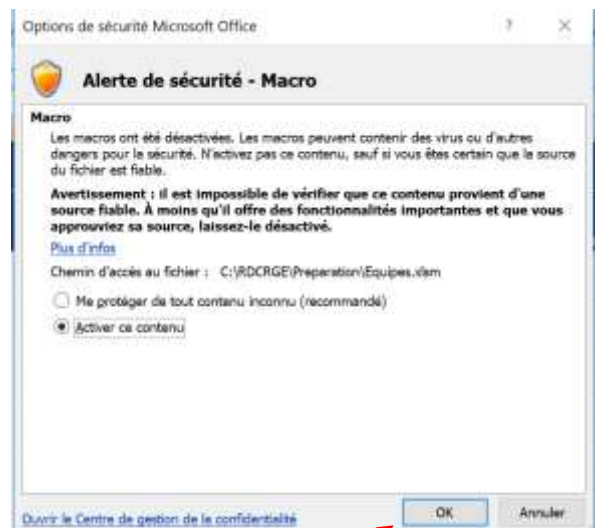 Options de sécurité Microsoft Office
Alerte de sécurité - Macro
Macro
Les macros ont été désactivées. Les macros peuvent contenir des virus ou d'autres
dangers pour la sécurité. N'activez pas ce contenu, sauf si vous êtes certain que la source
du fichier est fiable.
Avertissement : il est impossible de vérifier que ce contenu provient d'une
source fiable. À moins qu'il offre des fonctionnalités importantes et que vous
approuviez sa source, laissez-le désactivé.
Plus d'infos
Chemin d'accès au fichier : C:\RDCRGE\Preparation\Equipes.xlsm
Me protéger de tout contenu inconnu (recommandé)
Activer ce contenu
Ouvrir le Centre de gestion de la confidentialité
OK
Annuler